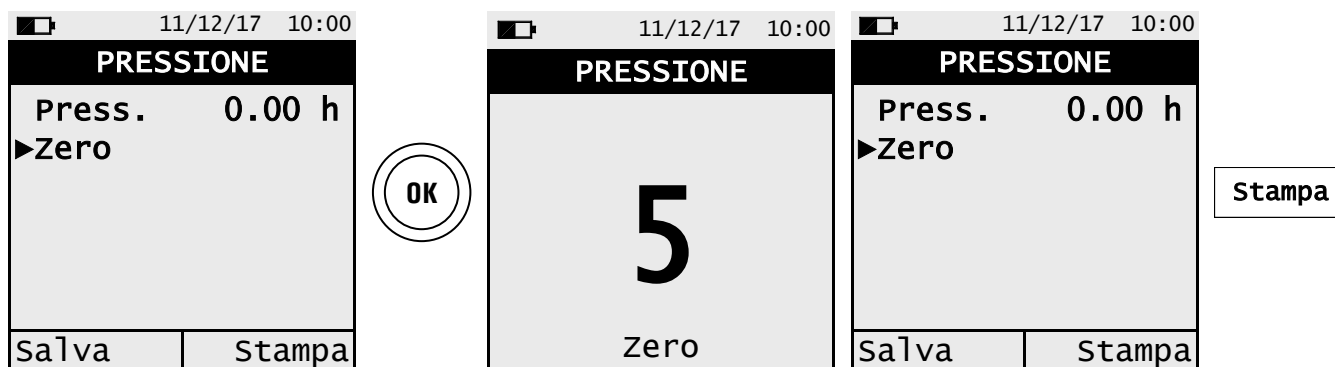 11/12/17 10:00
PRESSIONE
Press. 0.00 h
►Zero
Salva Stampa
OK
11/12/17 10:00
PRESSIONE
5
Zero
11/12/17 10:00
PRESSIONE
Press. 0.00 h
►Zero
Salva Stampa
Stampa